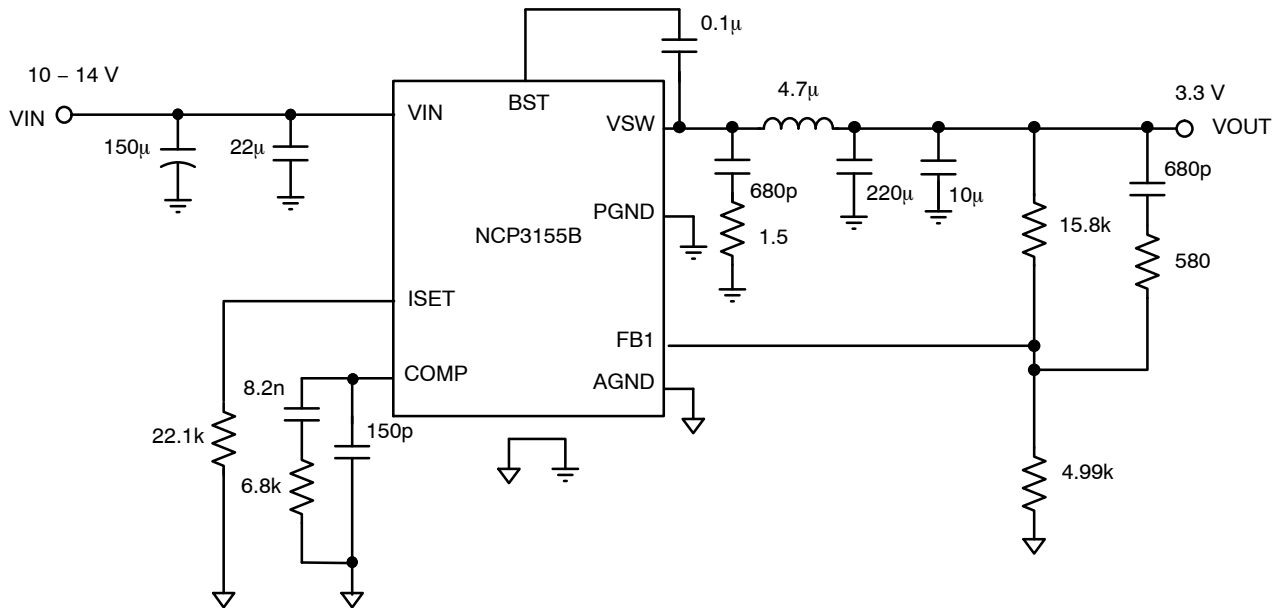 0.1μ
10 – 14 V
VIN
150μ
22μ
VIN
BST
VSW
4.7μ
3.3 V
VOUT
680p
1.5
220μ
10μ
15.8k
680p
580
PGND
NCP3155B
ISET
FB1
COMP
AGND
8.2n
150p
22.1k
6.8k
4.99k